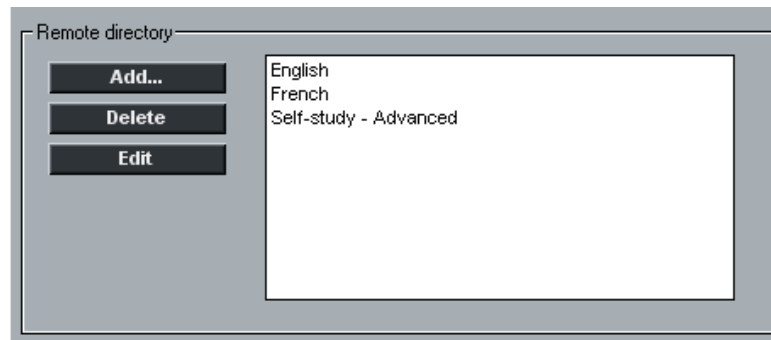 Remote directory
Add...
Delete
Edit
English
French
Self-study - Advanced